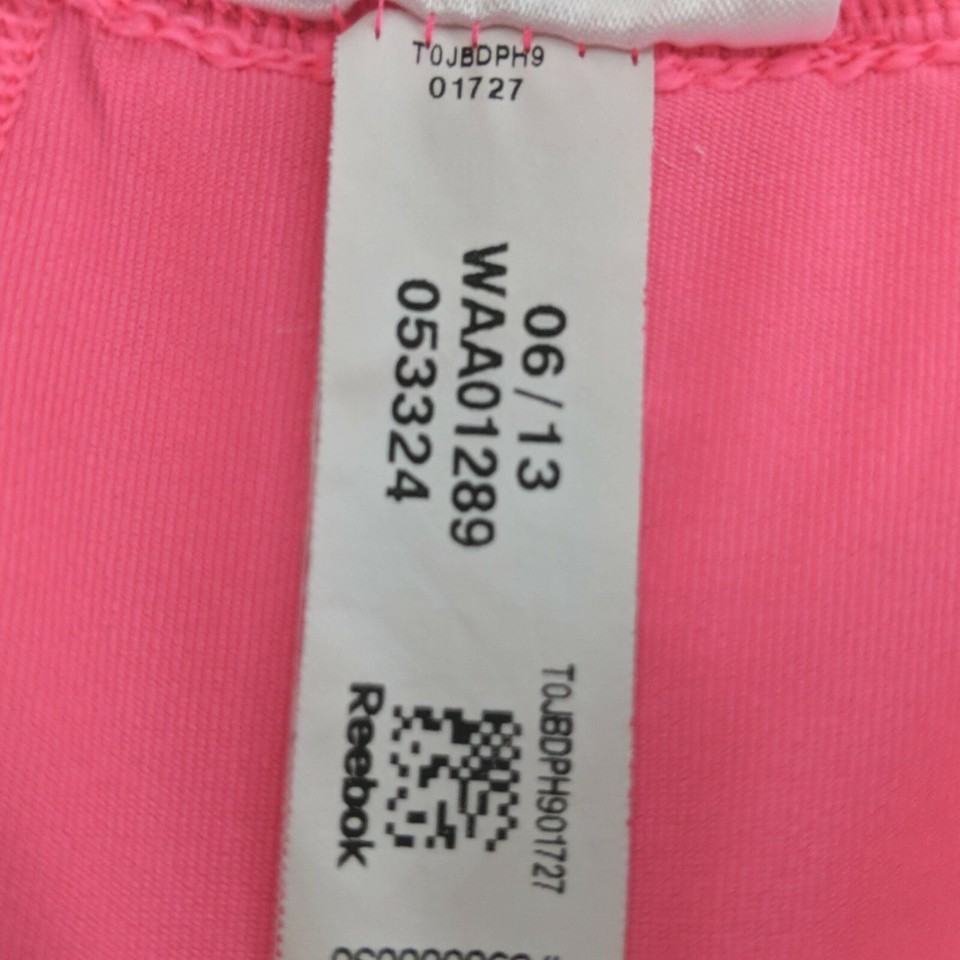 T0JBDPH9
01727
06/13
WAA01289
053324
T0JBDPH901727
Reebok